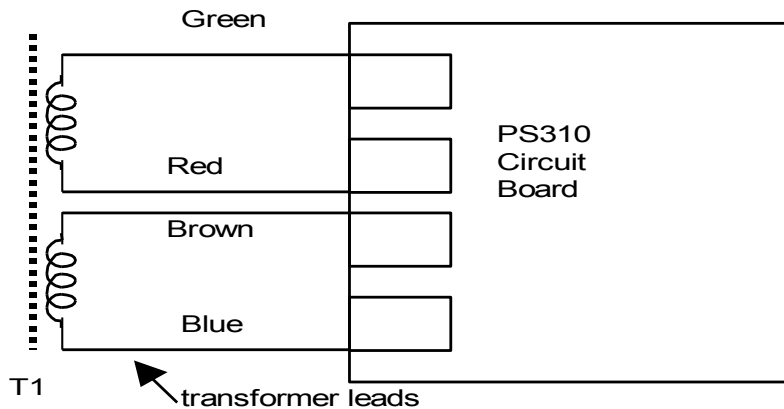 Green
PS310
Circuit
Board
Red
Brown
Blue
T1
transformer leads